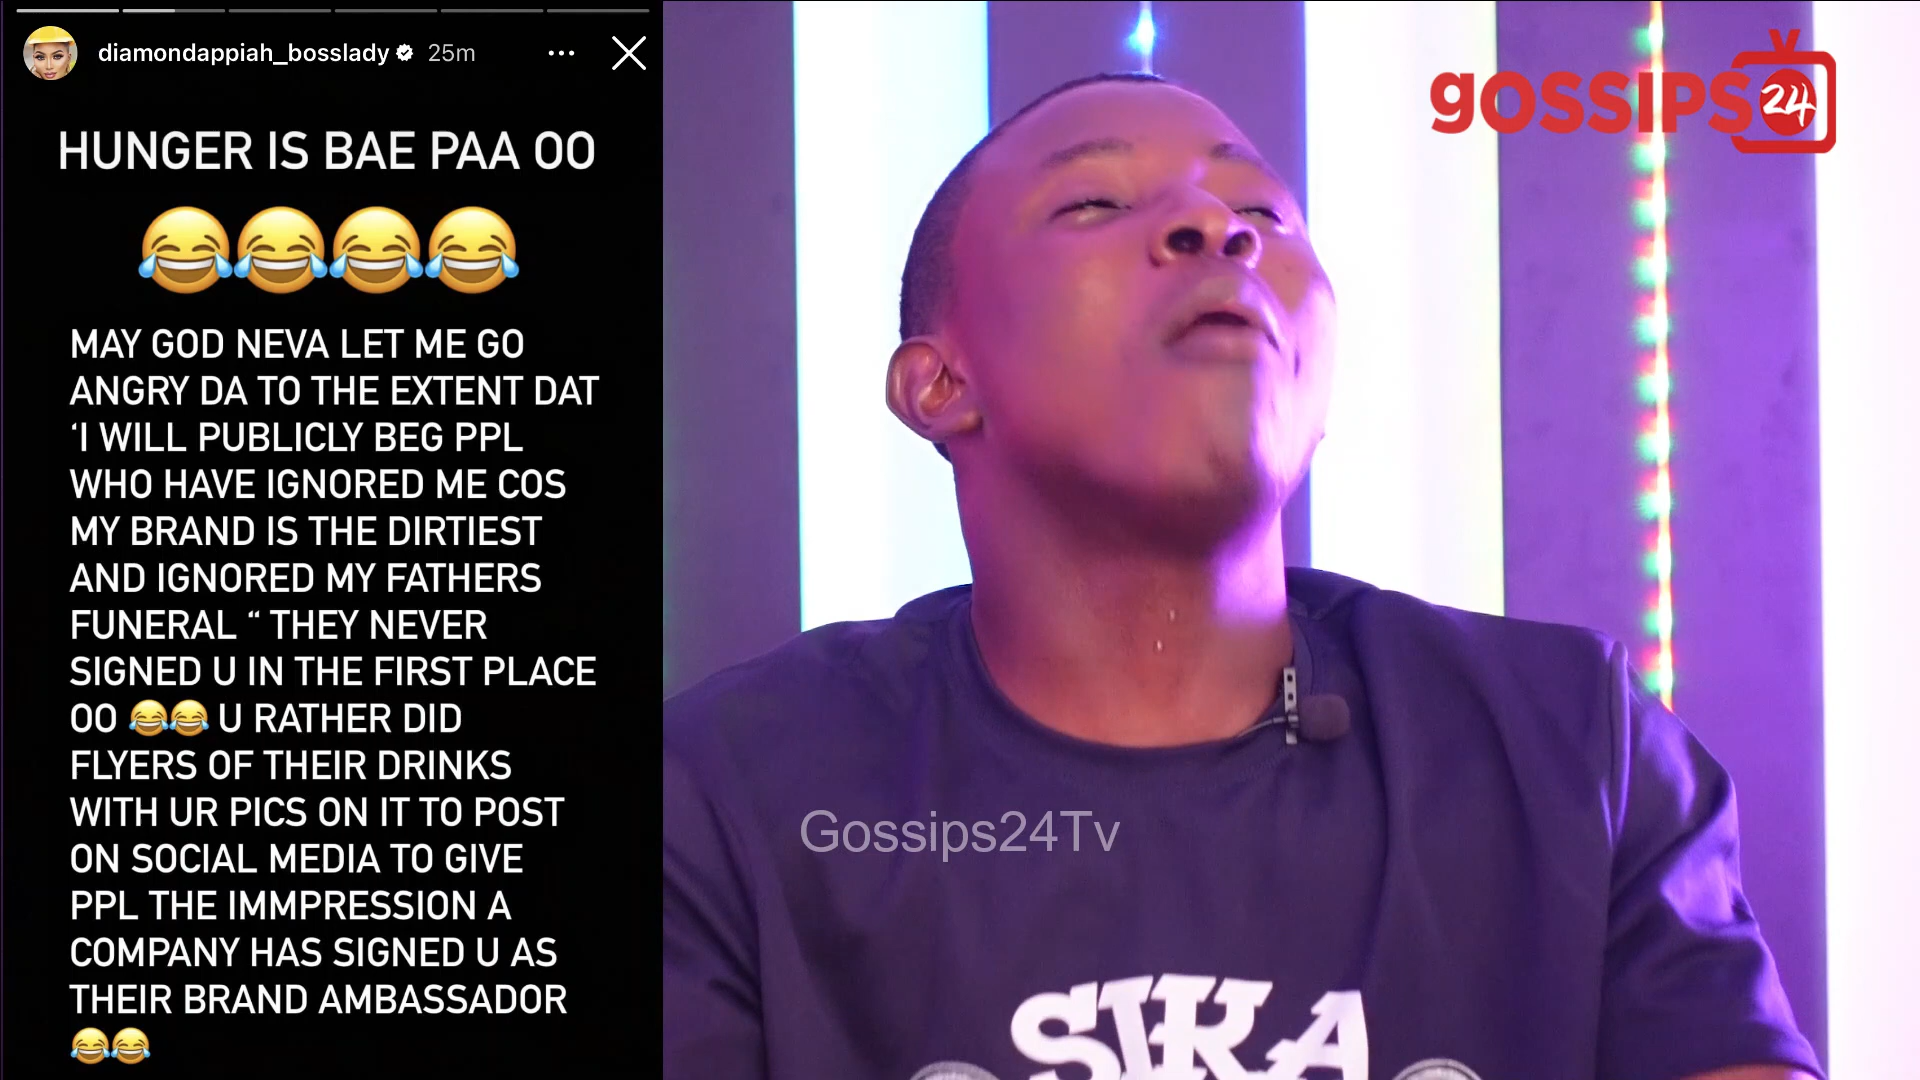 diamondappiah_bosslady 25m
HUNGER IS BAE PAA OO
😂😂😂😂
MAY GOD NEVA LET ME GO
ANGRY DA TO THE EXTENT DAT
‘I WILL PUBLICLY BEG PPL
WHO HAVE IGNORED ME COS
MY BRAND IS THE DIRTIEST
AND IGNORED MY FATHERS
FUNERAL “ THEY NEVER
SIGNED U IN THE FIRST PLACE
OO 😂😂 U RATHER DID
FLYERS OF THEIR DRINKS
WITH UR PICS ON IT TO POST
ON SOCIAL MEDIA TO GIVE
PPL THE IMMPRESSION A
COMPANY HAS SIGNED U AS
THEIR BRAND AMBASSADOR
😂😂
gOSSIPS 24
Gossips24Tv
SIKA